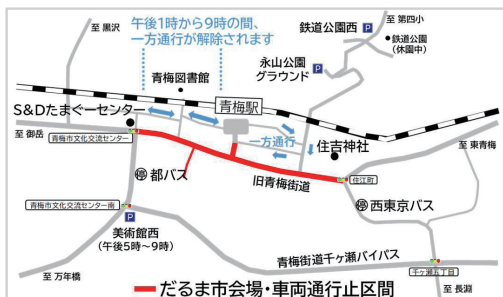 至 黒沢
午後1時から9時の間、
一方通行が解除されます
鉄道公園西
至 第四小
P
鉄道公園
(休園中)
永山公園
グラウンド
P
青梅図書館
青梅駅
S&Dたまぐーセンター
至 御岳
青梅市文化交流センター
一方通行
住吉神社
至 東青梅
都バス
旧青梅街道
住江町
西東京バス
青梅市文化交流センター南
P
美術館西
(午後5時~9時)
青梅街道千ヶ瀬バイパス
千ヶ瀬五丁目
至 万年橋
至 長淵
だるま市会場・車両通行止区間